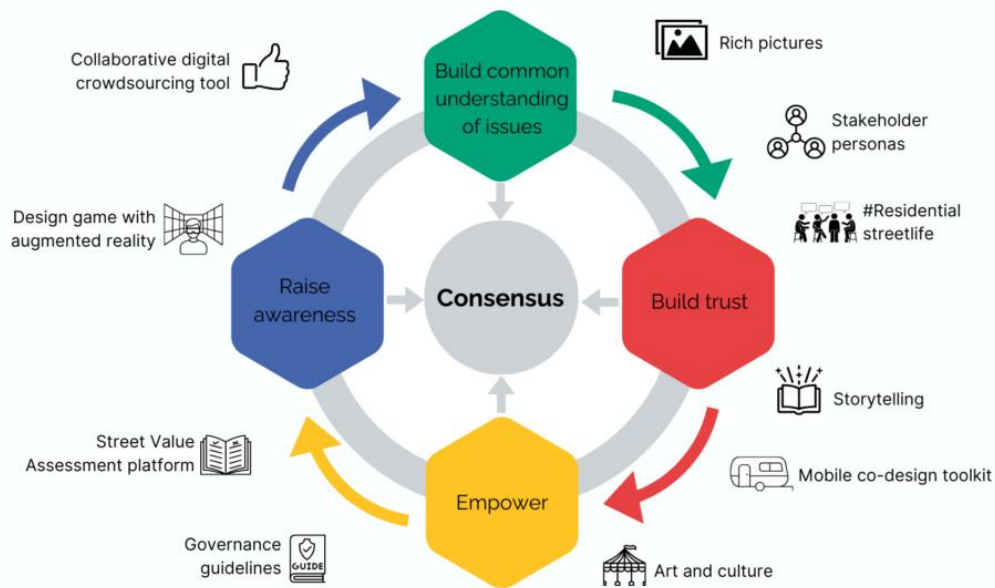 Collaborative digital
crowdsourcing tool
Build common
understanding
of issues
Rich pictures
Stakeholder
personas
#Residential
streetlife
Design game with
augmented reality
Raise
awareness
Consensus
Build trust
Storytelling
Street Value
Assessment platform
Mobile co-design toolkit
Empower
Governance
guidelines
GUIDE
Art and culture